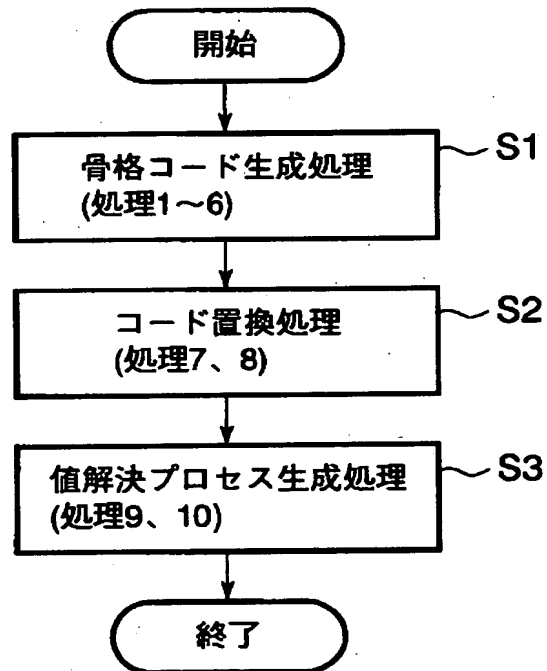 開始
骨格コード生成処理
(処理1～6)
S1
コード置換処理
(処理7、8)
S2
値解決プロセス生成処理
(処理9、10)
S3
終了